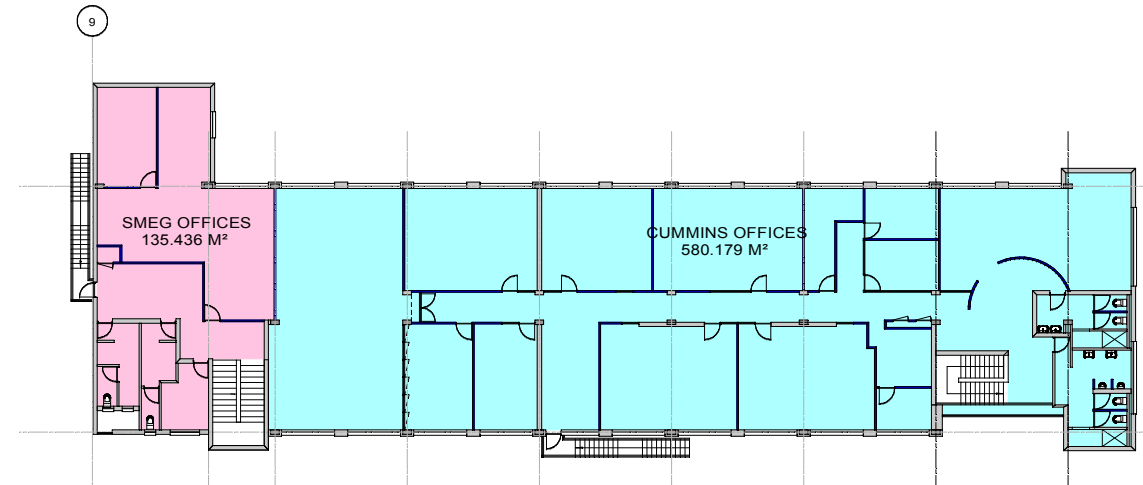 9
SMEG OFFICES
135.436 M²
CUMMINS OFFICES
580.179 M²